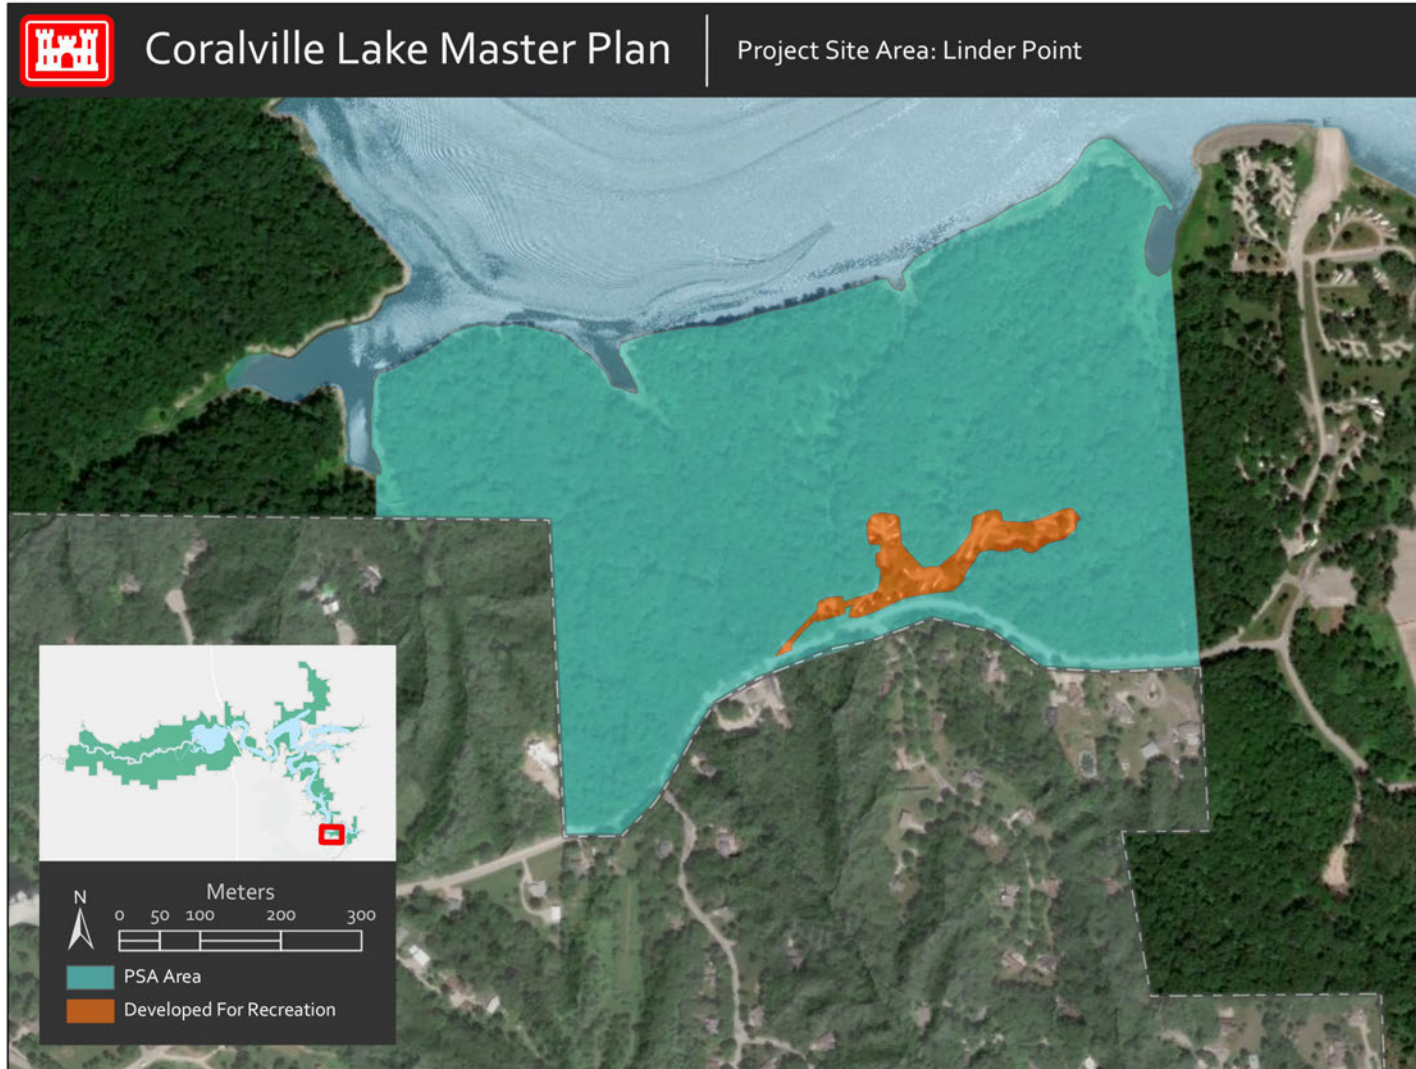 Coralville Lake Master Plan
Project Site Area: Linder Point
N
Meters
0 50 100 200 300
PSA Area
Developed For Recreation